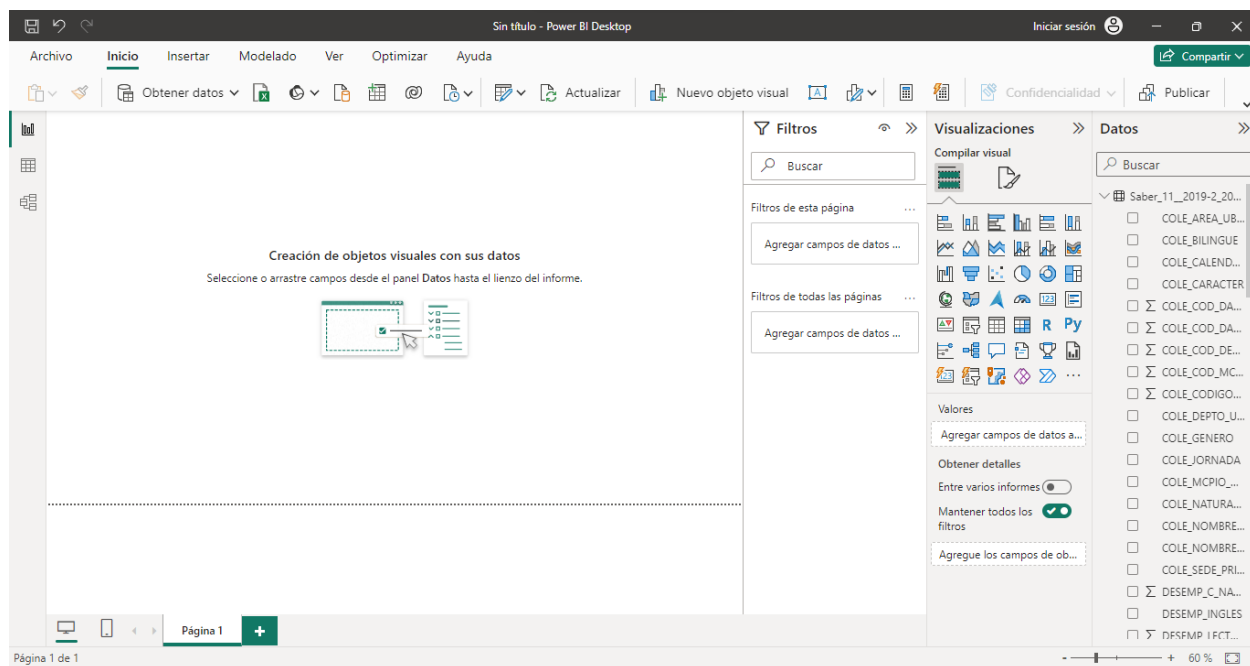 Sin título - Power BI Desktop
Iniciar sesión
Archivo
Inicio
Insertar
Modelado
Ver
Optimizar
Ayuda
Compartir
Obtener datos
Actualizar
Nuevo objeto visual
Confidencialidad
Publicar
Creación de objetos visuales con sus datos
Seleccione o arrastre campos desde el panel Datos hasta el lienzo del informe.
Filtros
Buscar
Filtros de esta página
Agregar campos de datos ...
Filtros de todas las páginas
Agregar campos de datos ...
Visualizaciones
Compilar visual
123
R
Py
123
Valores
Agregar campos de datos a...
Obtener detalles
Entre varios informes
Mantener todos los
filtros
Agregue los campos de ob...
Datos
Buscar
Saber_11__2019-2_20...
COLE_AREA_UB...
COLE_BILINGUE
COLE_CALEND...
COLE_CARACTER
∑ COLE_COD_DA...
∑ COLE_COD_DA...
∑ COLE_COD_DE...
∑ COLE_COD_MC...
∑ COLE_CODIGO...
COLE_DEPTO_U...
COLE_GENERO
COLE_JORNADA
COLE_MCPIO_...
COLE_NATURA...
COLE_NOMBRE...
COLE_NOMBRE...
COLE_SEDE_PRI...
∑ DESEMP_C_NA...
DESEMP_INGLES
∑ DESEMP_LECT...
Página 1
+
Página 1 de 1
- + 60 %